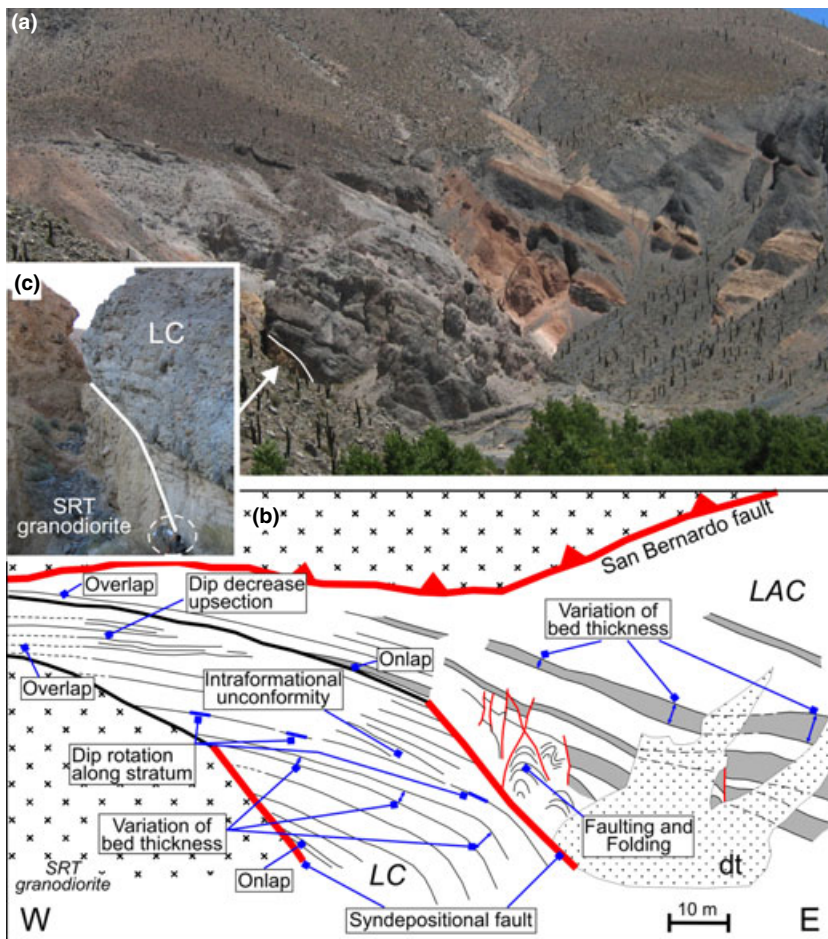 (a)
(c)
LC
SRT
granodiorite
(b)
San Bernardo fault
Overlap
Dip decrease
upsection
LAC
Variation of
bed thickness
Onlap
Overlap
Intraformational
unconformity
Dip rotation
along stratum
Variation of
bed thickness
Faulting and
Folding
SRT
granodiorite
Onlap
LC
dt
Syndepositional fault
W
10 m
E